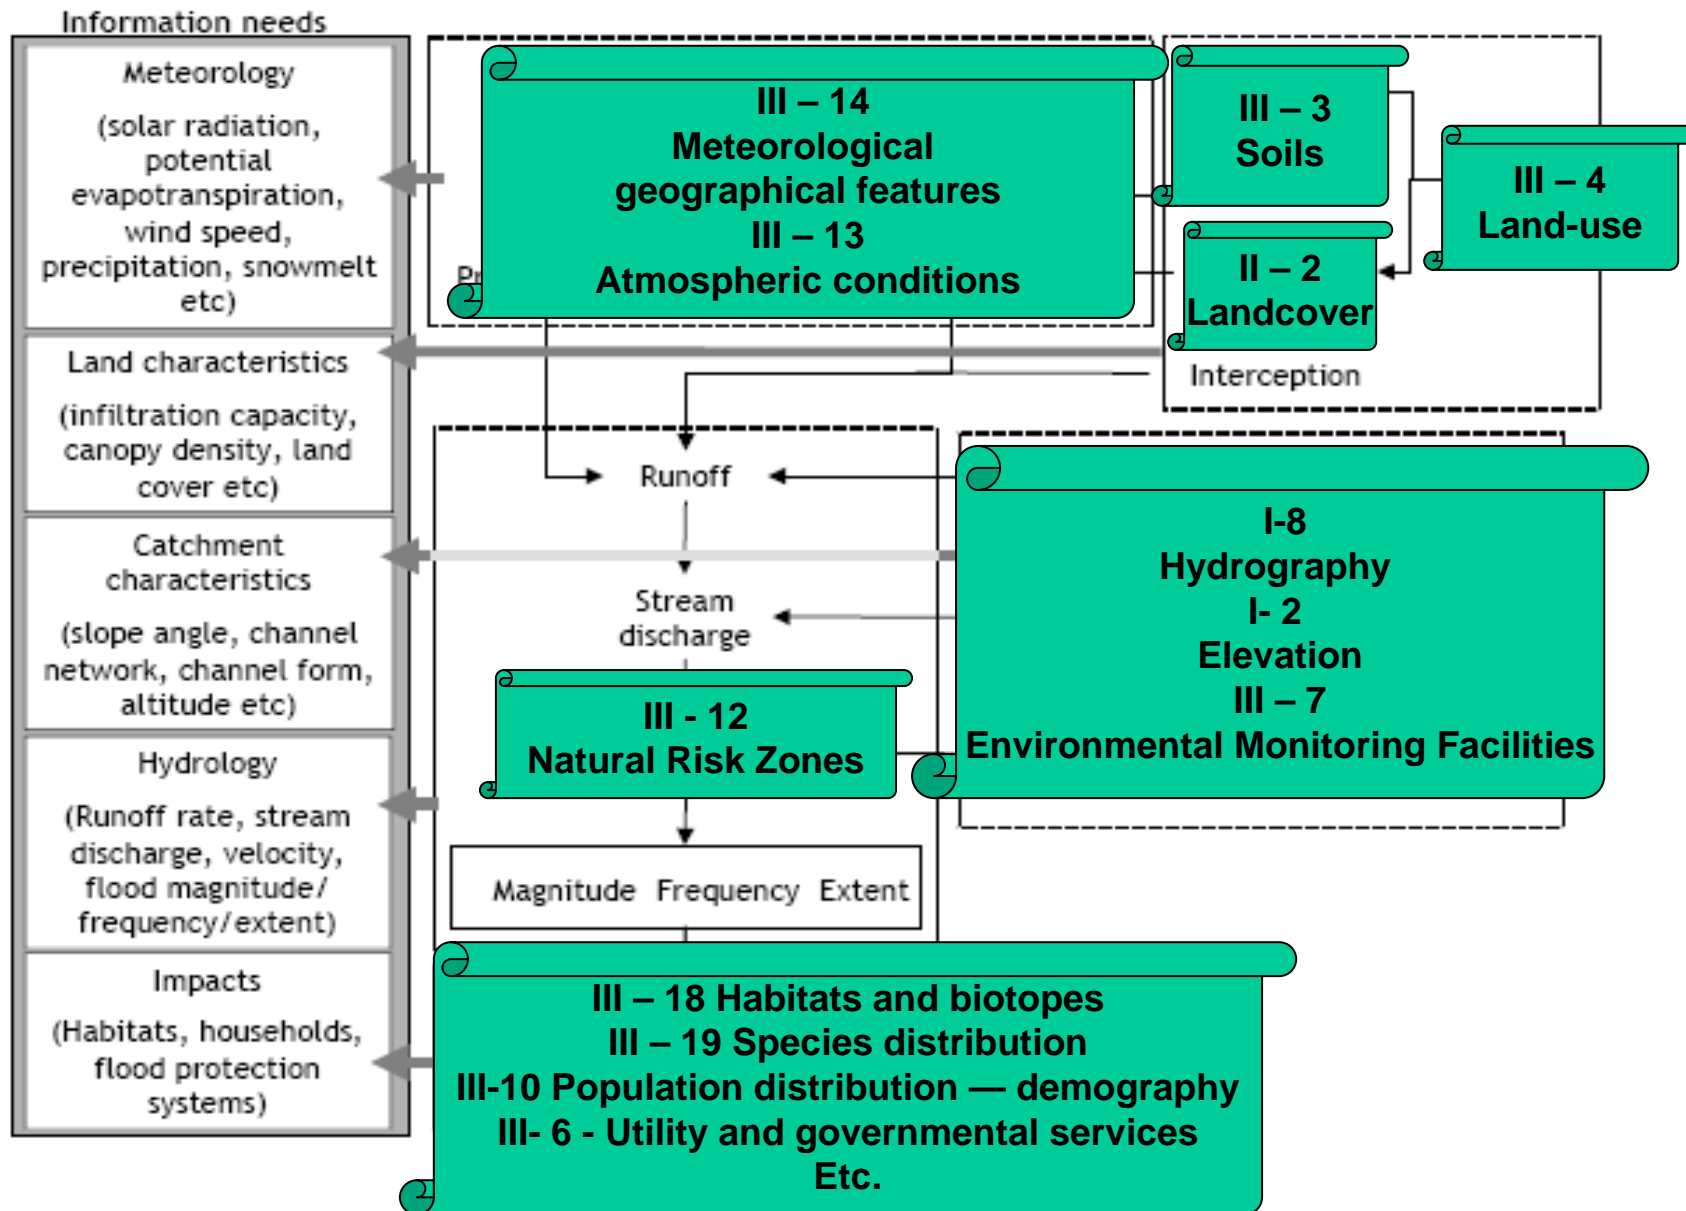 Information needs
Meteorology
(solar radiation,
potential
evapotranspiration,
wind speed,
precipitation, snowmelt
etc)
Land characteristics
(infiltration capacity,
canopy density, land
cover etc)
Catchment
characteristics
(slope angle, channel
network, channel form,
altitude etc)
Hydrology
(Runoff rate, stream
discharge, velocity,
flood magnitude/
frequency/extent)
Impacts
(Habitats, households,
flood protection
systems)
III – 14
Meteorological
geographical features
III – 13
Atmospheric conditions
III – 3
Soils
III – 4
Land-use
II – 2
Landcover
Interception
Runoff
Stream
discharge
I-8
Hydrography
I- 2
Elevation
III – 7
Environmental Monitoring Facilities
III - 12
Natural Risk Zones
Magnitude Frequency Extent
III – 18 Habitats and biotopes
III – 19 Species distribution
III-10 Population distribution — demography
III- 6 - Utility and governmental services
Etc.